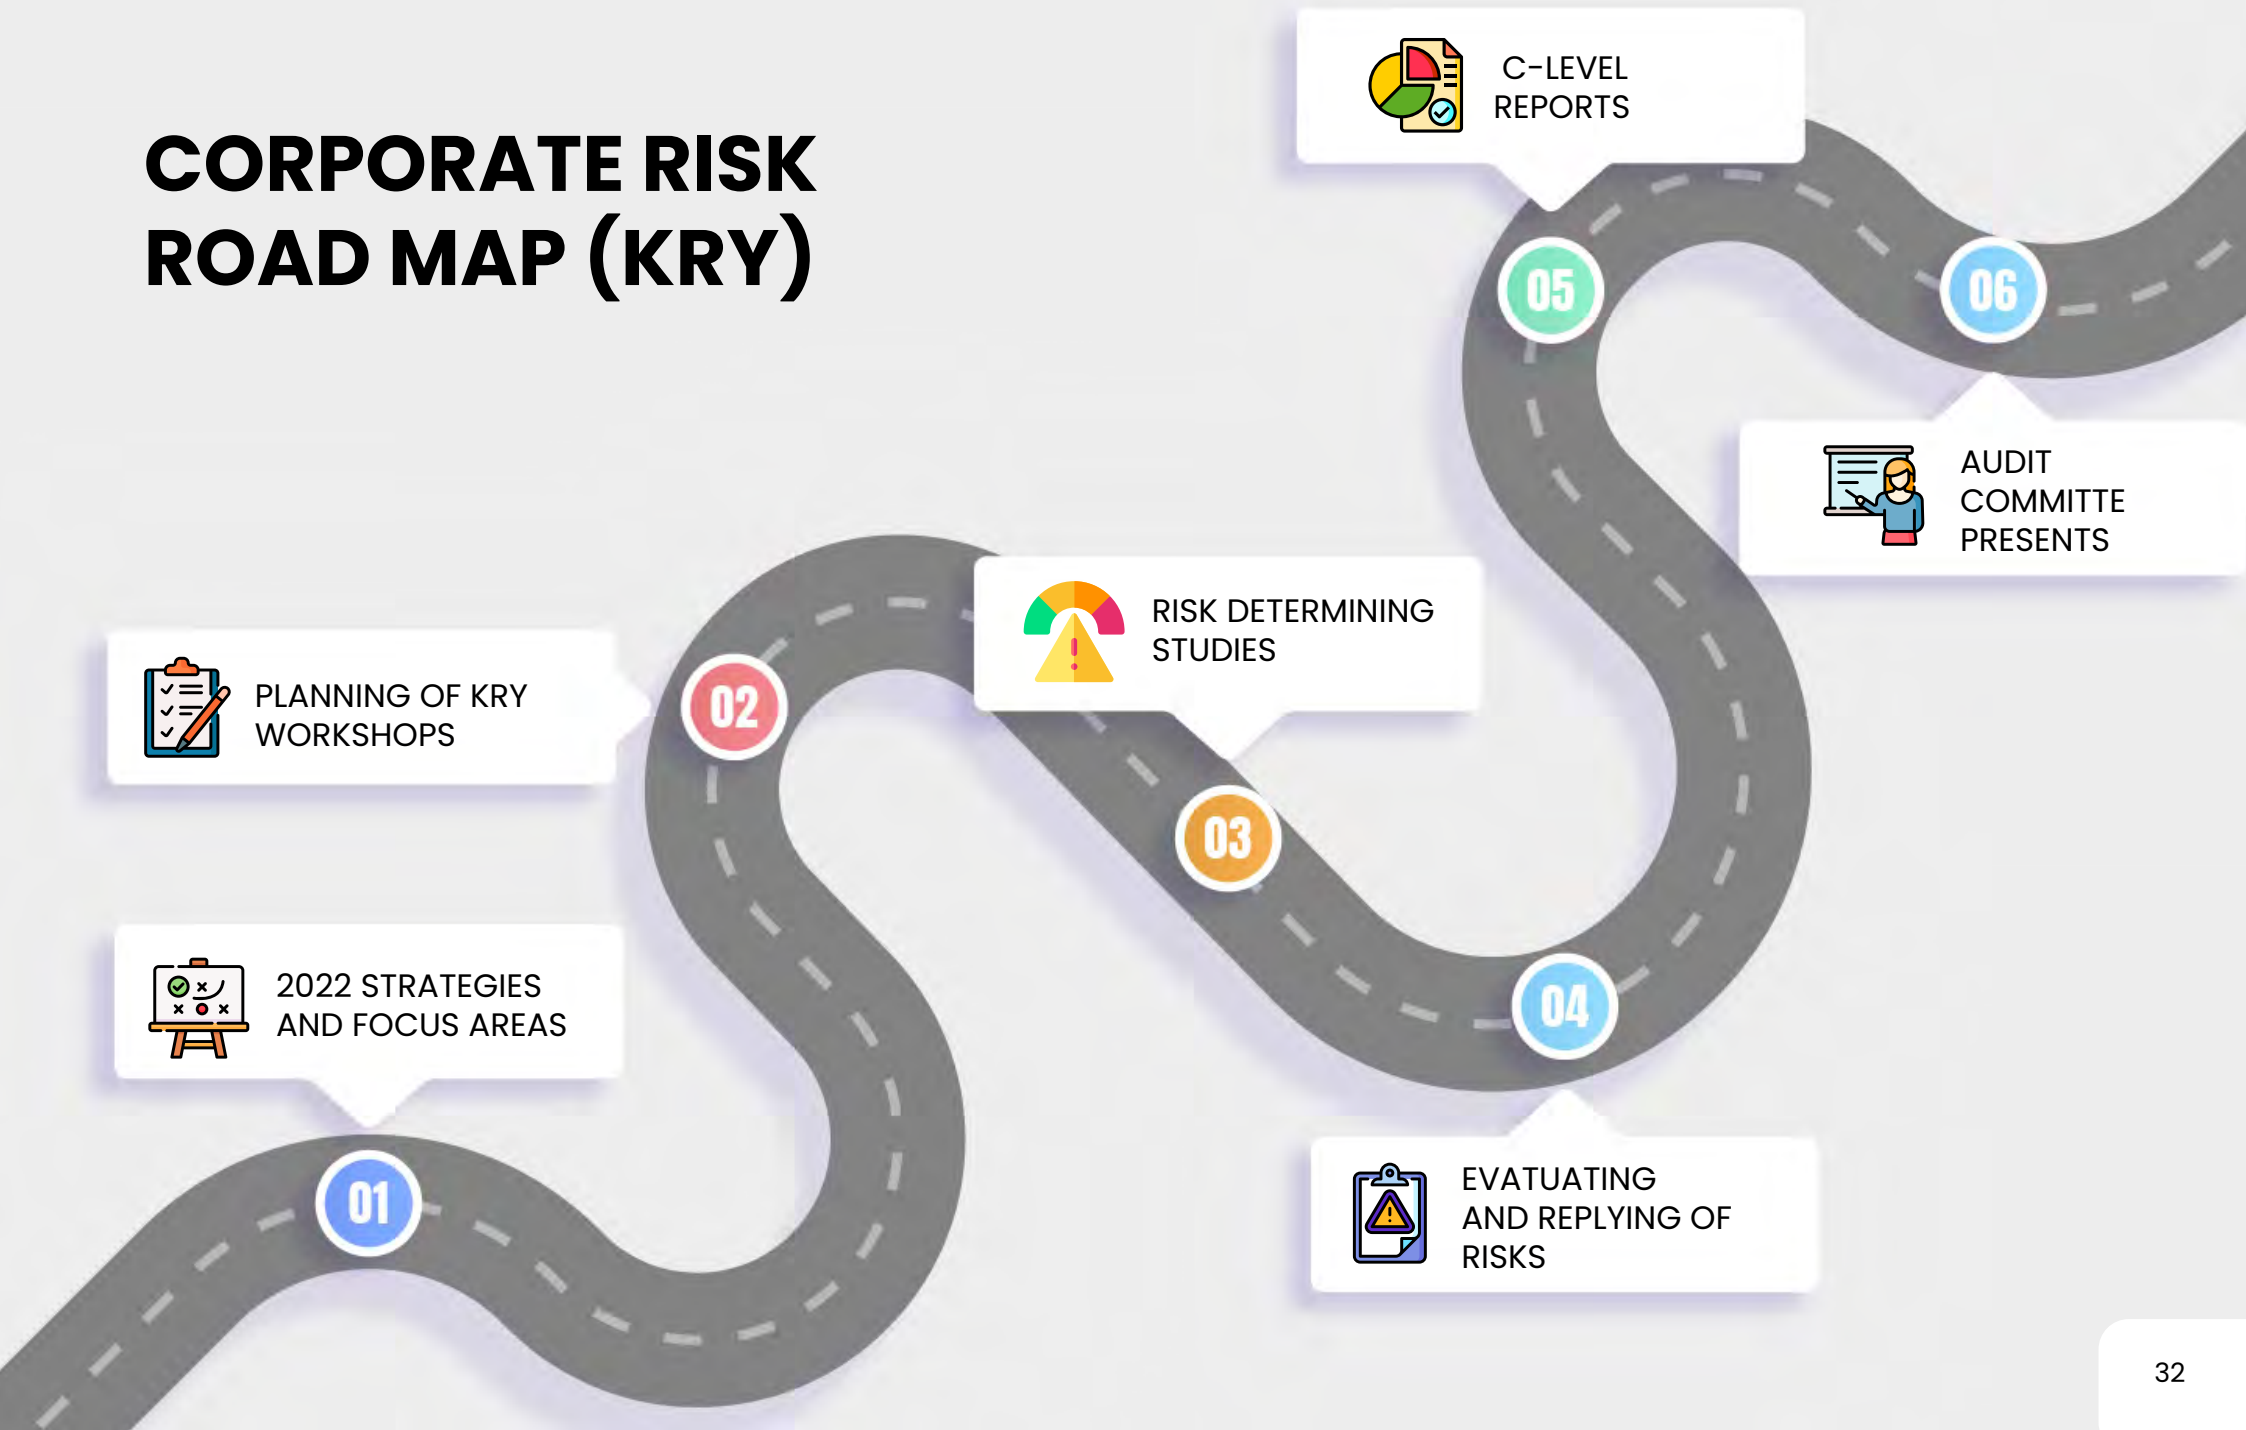 CORPORATE RISK
ROAD MAP (KRY)
01
2022 STRATEGIES
AND FOCUS AREAS
02
PLANNING OF KRY
WORKSHOPS
03
RISK DETERMINING
STUDIES
04
EVATUATING
AND REPLYING OF
RISKS
05
C-LEVEL
REPORTS
06
AUDIT
COMMITTE
PRESENTS
32